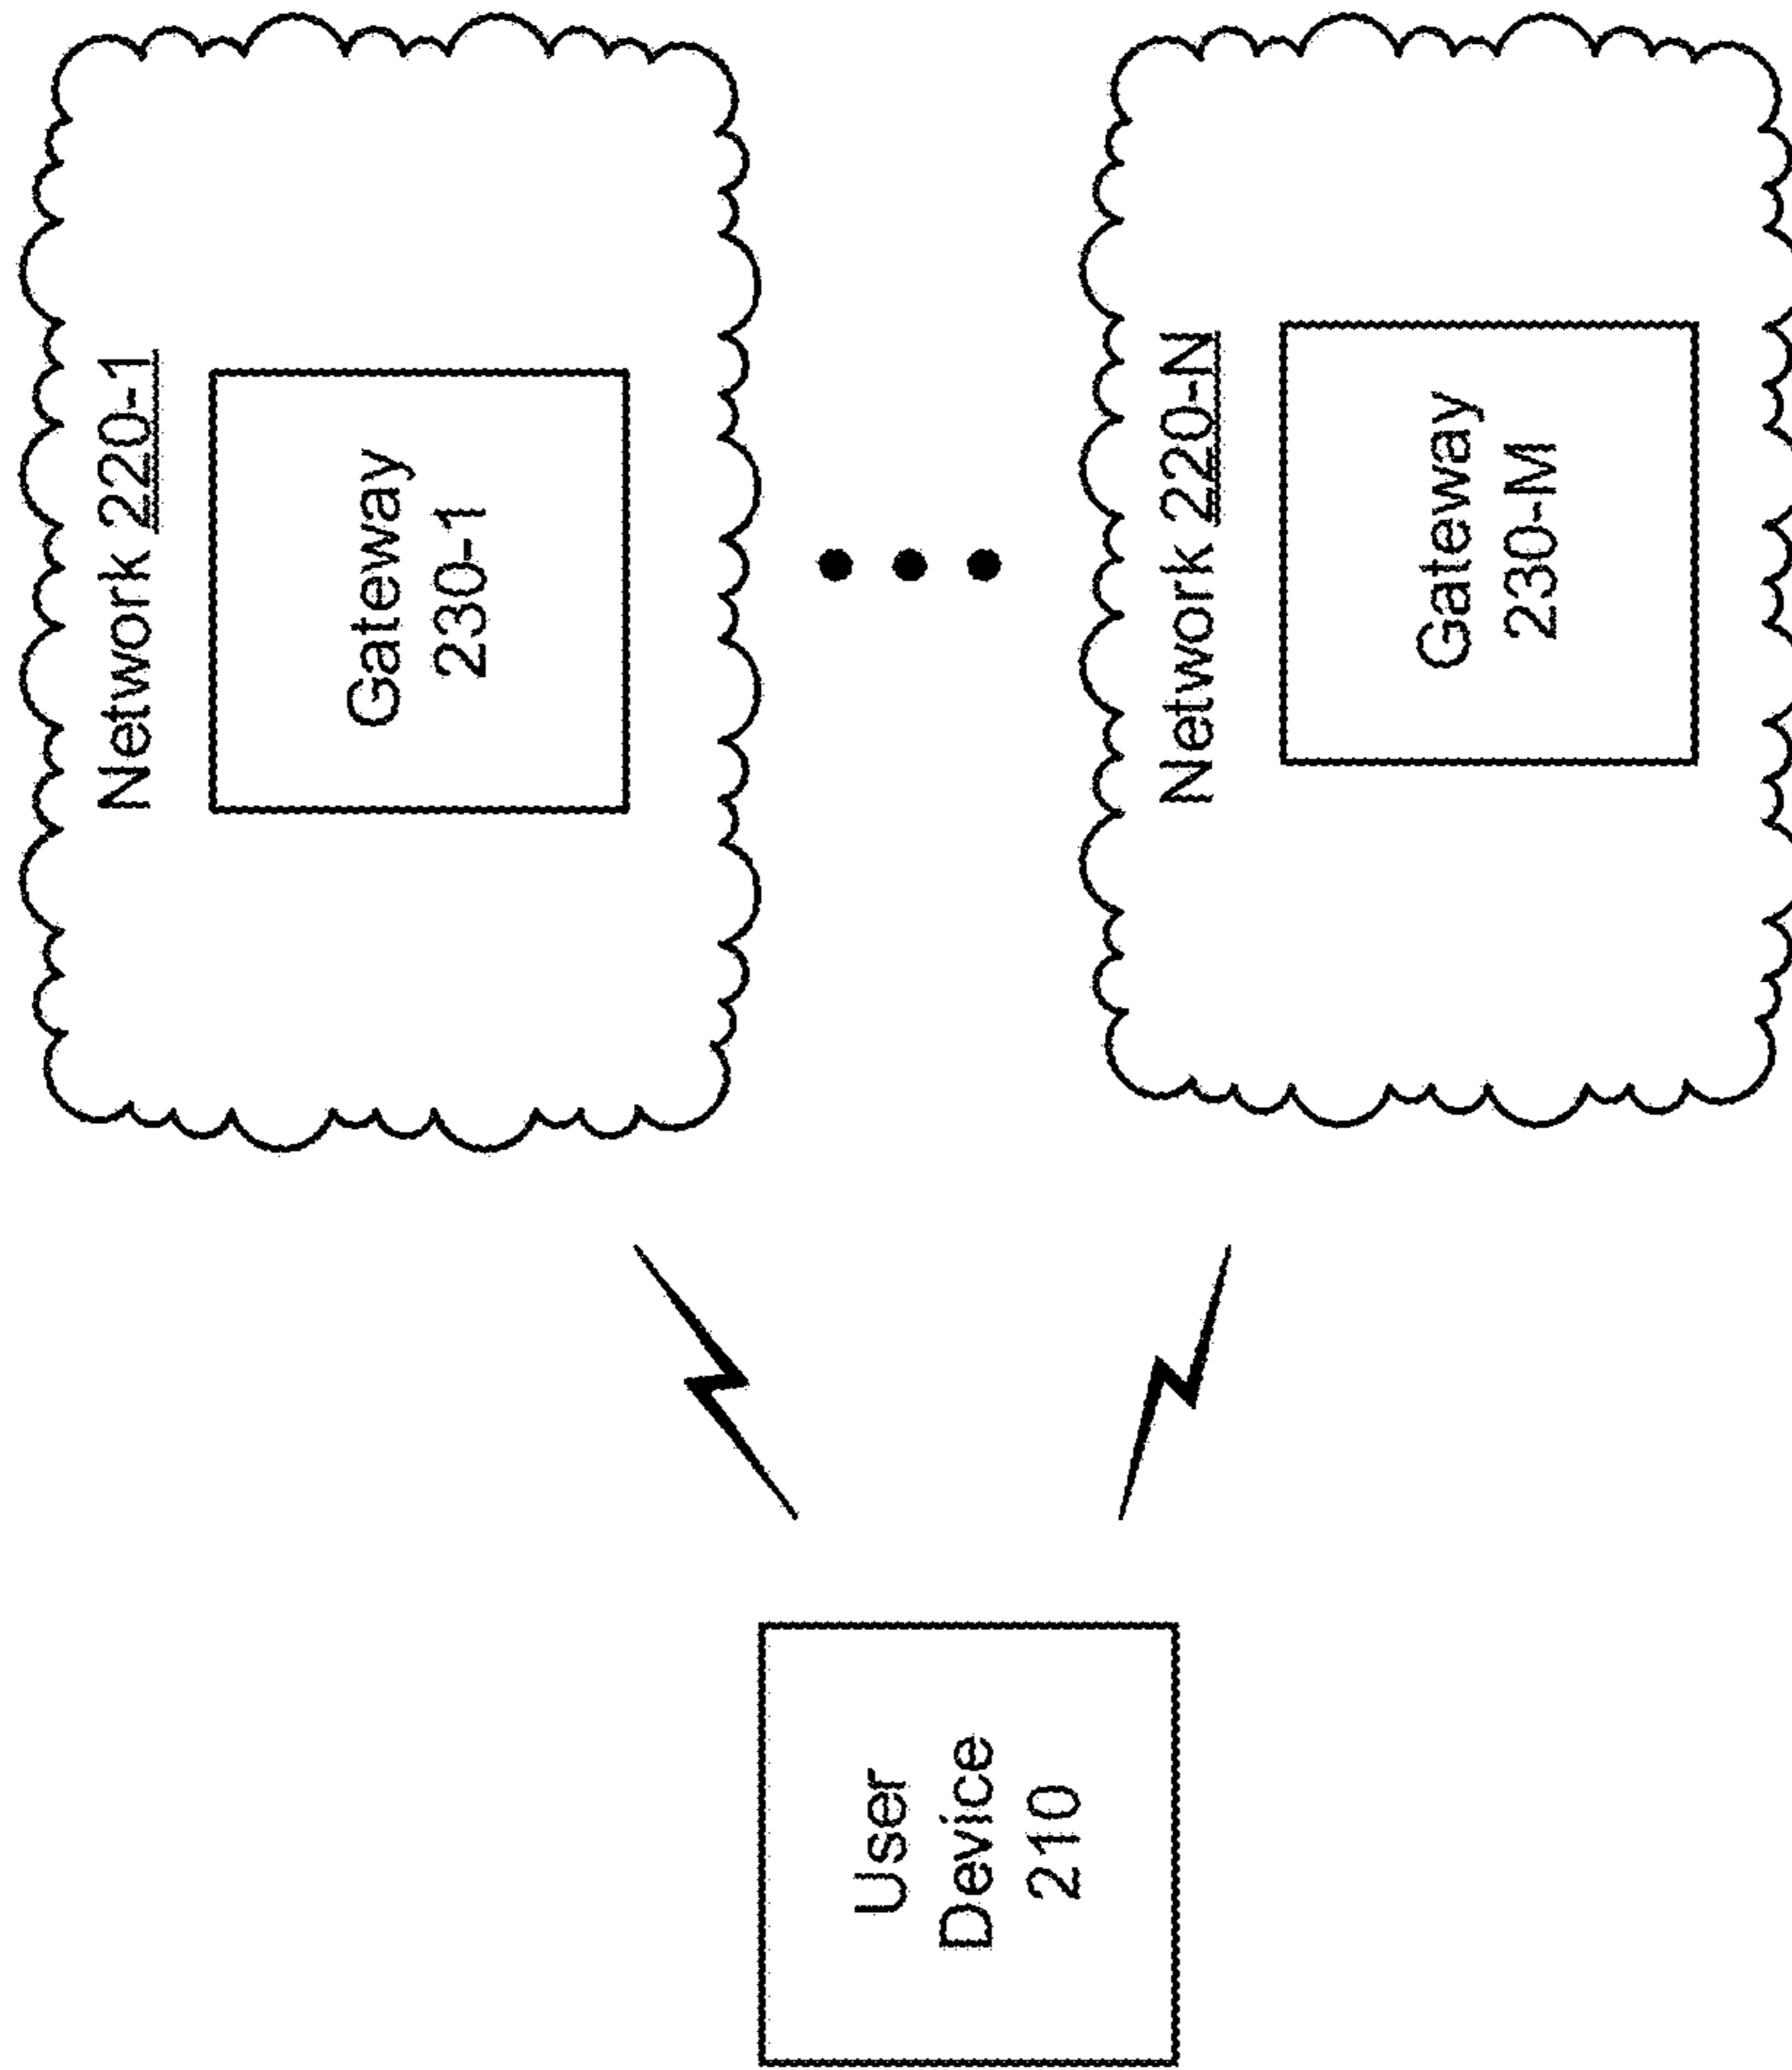 User
Device
210
Network 220-1
Gateway
230-1
Network 220-N
Gateway
230-M